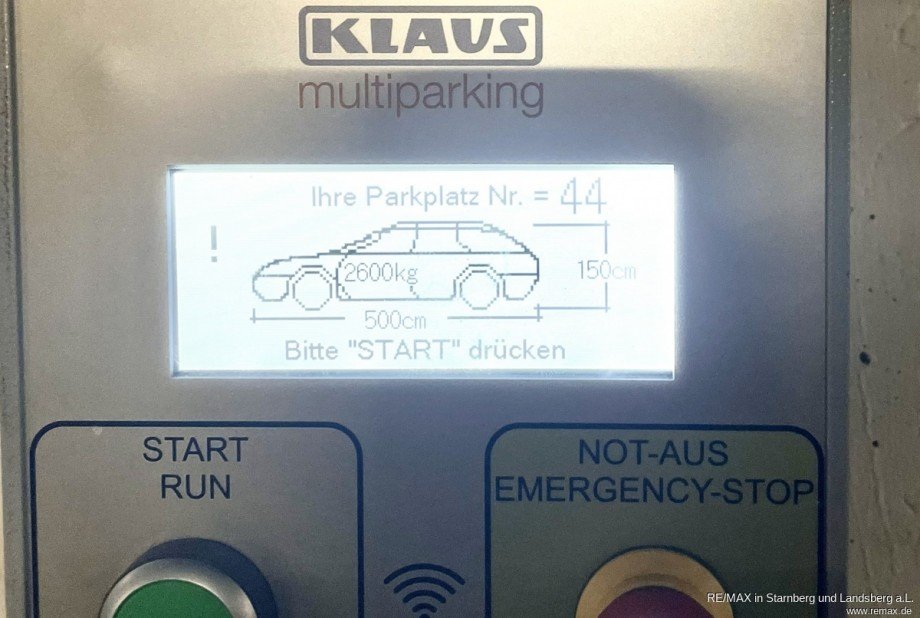 KLAUS
multiparking
Ihre Parkplatz Nr. = 44
!
2600kg
150cm
500cm
Bitte "START" drücken
START
RUN
NOT-AUS
EMERGENCY-STOP
RE/MAX in Starnberg und Landsberg a.L.
www.remax.de